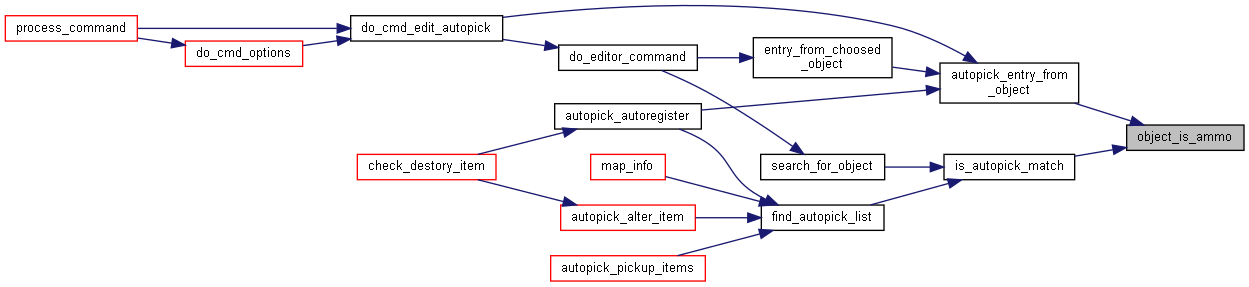 process_command
do_cmd_options
do_cmd_edit_autopick
do_editor_command
entry_from_choosed
_object
autopick_entry_from
_object
object_is_ammo
autopick_autoregister
check_destory_item
map_info
search_for_object
is_autopick_match
autopick_alter_item
find_autopick_list
autopick_pickup_items